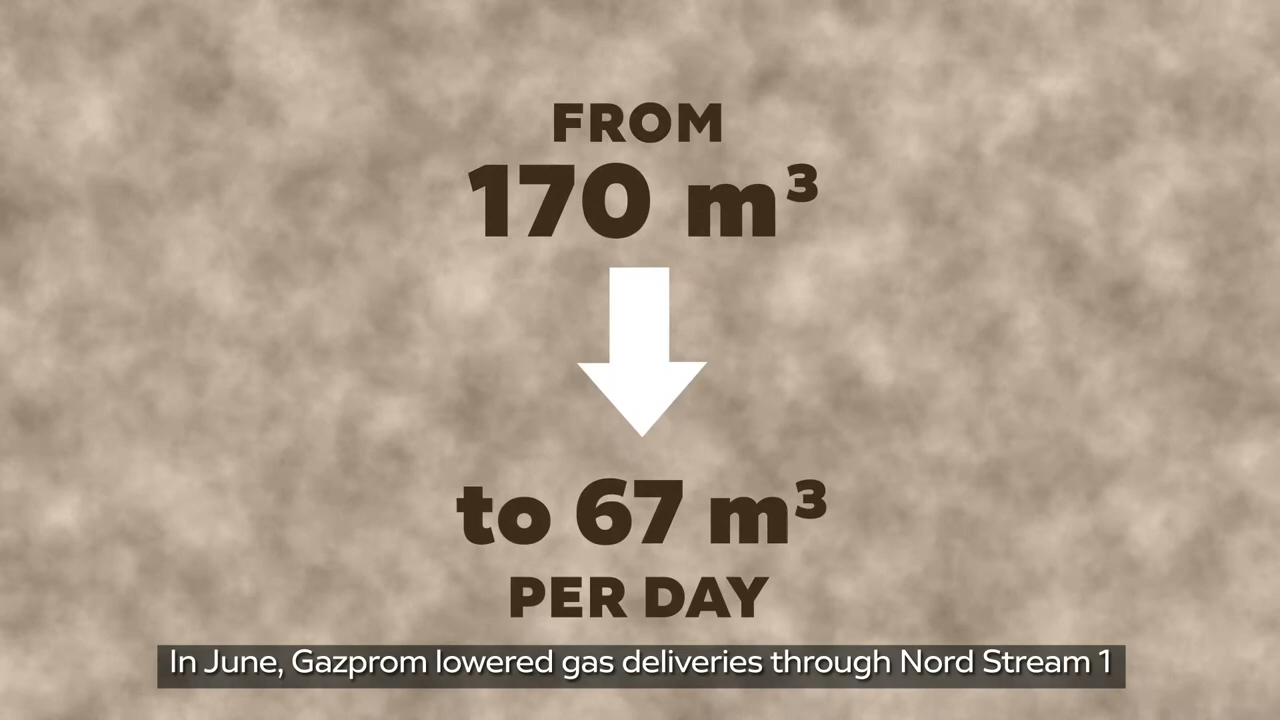 FROM
170 m³
to 67 m³
PER DAY
In June, Gazprom lowered gas deliveries through Nord Stream 1